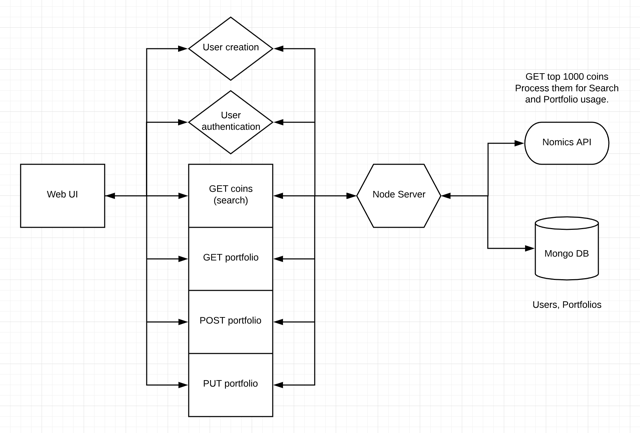 User creation
User
authentication
GET top 1000 coins
Process them for Search
and Portfolio usage.
Nomics API
Web UI
GET coins
(search)
Node Server
GET portfolio
Mongo DB
Users, Portfolios
POST portfolio
PUT portfolio